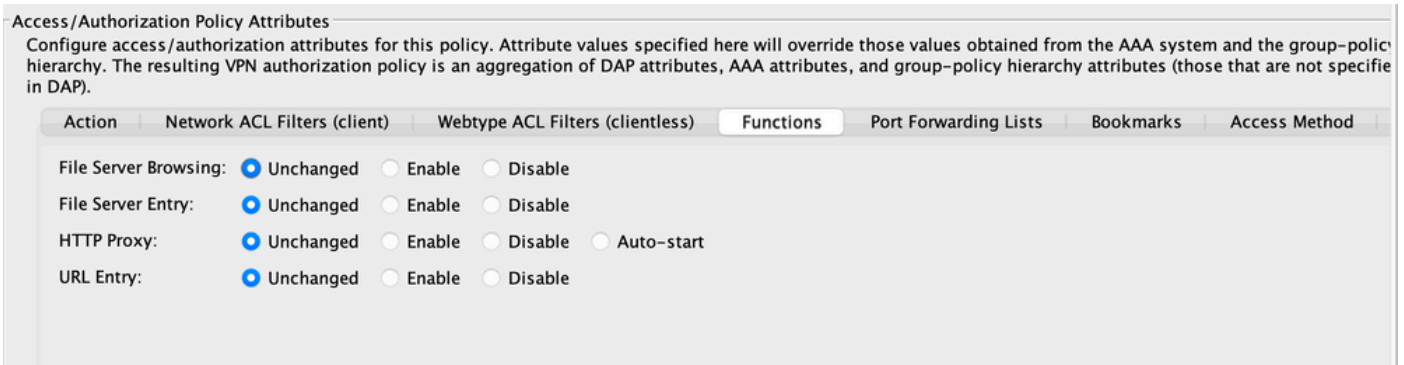 Access/Authorization Policy Attributes
Configure access/authorization attributes for this policy. Attribute values specified here will override those values obtained from the AAA system and the group-policy
hierarchy. The resulting VPN authorization policy is an aggregation of DAP attributes, AAA attributes, and group-policy hierarchy attributes (those that are not specifie
in DAP).
Action Network ACL Filters (client) Webtype ACL Filters (clientless) Functions Port Forwarding Lists Bookmarks Access Method
File Server Browsing: Unchanged Enable Disable
File Server Entry: Unchanged Enable Disable
HTTP Proxy: Unchanged Enable Disable Auto-start
URL Entry: Unchanged Enable Disable